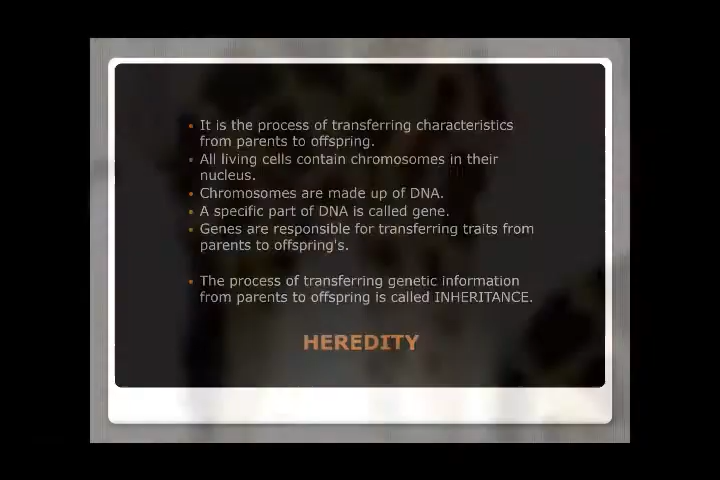 • It is the process of transferring characteristics
from parents to offspring.
• All living cells contain chromosomes in their
nucleus.
• Chromosomes are made up of DNA.
• A specific part of DNA is called gene.
• Genes are responsible for transferring traits from
parents to offspring's.
• The process of transferring genetic information
from parents to offspring is called INHERITANCE.
HEREDITY